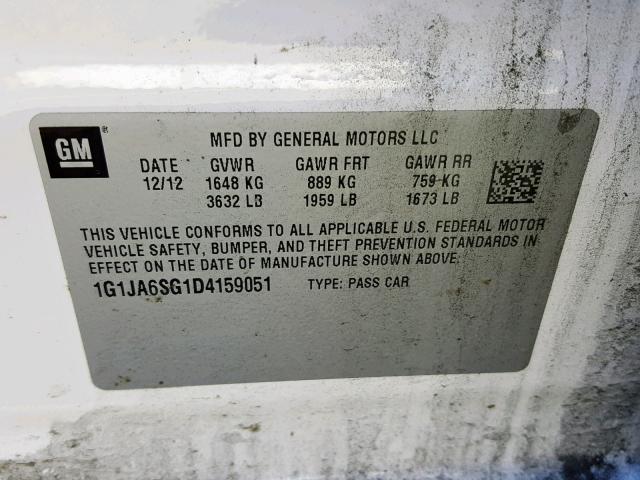 GM ®
MFD BY GENERAL MOTORS LLC
DATE GVWR GAWR FRT GAWR RR
12/12 1648 KG 889 KG 759 KG
3632 LB 1959 LB 1673 LB
THIS VEHICLE CONFORMS TO ALL APPLICABLE U.S. FEDERAL MOTOR
VEHICLE SAFETY, BUMPER, AND THEFT PREVENTION STANDARDS IN
EFFECT ON THE DATE OF MANUFACTURE SHOWN ABOVE.
1G1JA6SG1D4159051 TYPE: PASS CAR